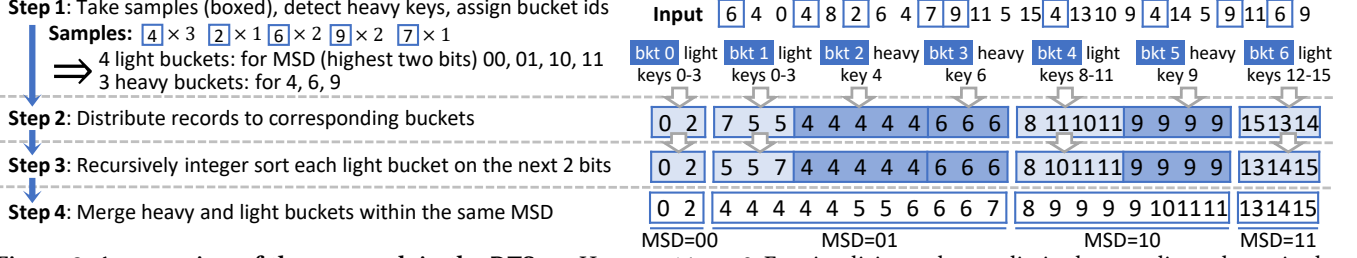 Step 1: Take samples (boxed), detect heavy keys, assign bucket ids
Samples: 4 × 3 2 × 1 6 × 2 9 × 2 7 × 1
⇒ 4 light buckets: for MSD (highest two bits) 00, 01, 10, 11
3 heavy buckets: for 4, 6, 9
Input 6 4 0 4 8 2 6 4 7 9 11 5 15 4 13 10 9 4 14 5 9 11 6 9
bkt 0 light bkt 1 light bkt 2 heavy bkt 3 heavy bkt 4 light bkt 5 heavy bkt 6 light
keys 0-3 keys 0-3 key 4 key 6 keys 8-11 key 9 keys 12-15
Step 2: Distribute records to corresponding buckets
0 2 7 5 5 4 4 4 4 4 6 6 6 8 11 10 11 9 9 9 9 15 13 14
Step 3: Recursively integer sort each light bucket on the next 2 bits
0 2 5 5 7 4 4 4 4 4 6 6 6 8 10 11 11 9 9 9 9 13 14 15
Step 4: Merge heavy and light buckets within the same MSD
0 2 4 4 4 4 4 5 5 6 6 6 7 8 9 9 9 9 10 11 11 13 14 15
MSD=00 MSD=01 MSD=10 MSD=11